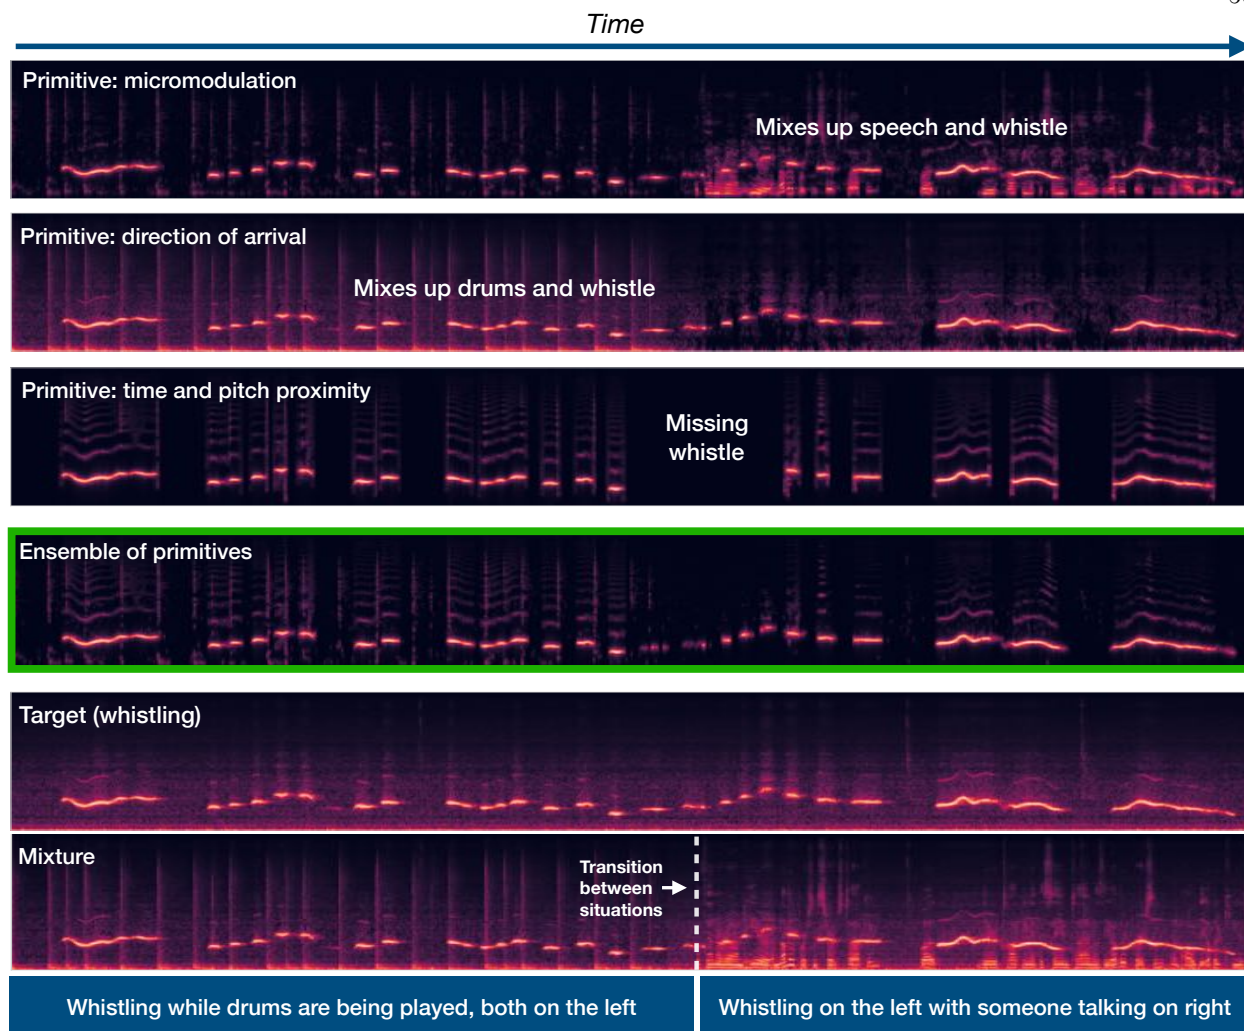 Time
Primitive: micromodulation
Mixes up speech and whistle
Primitive: direction of arrival
Mixes up drums and whistle
Primitive: time and pitch proximity
Missing
whistle
Ensemble of primitives
Target (whistling)
Mixture
Transition
between
situations
Whistling while drums are being played, both on the left
Whistling on the left with someone talking on right